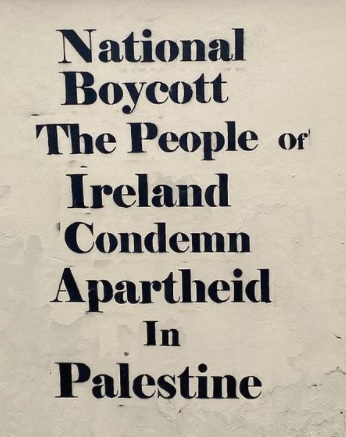 National
Boycott
The People of
Ireland
Condemn
Apartheid
In
Palestine